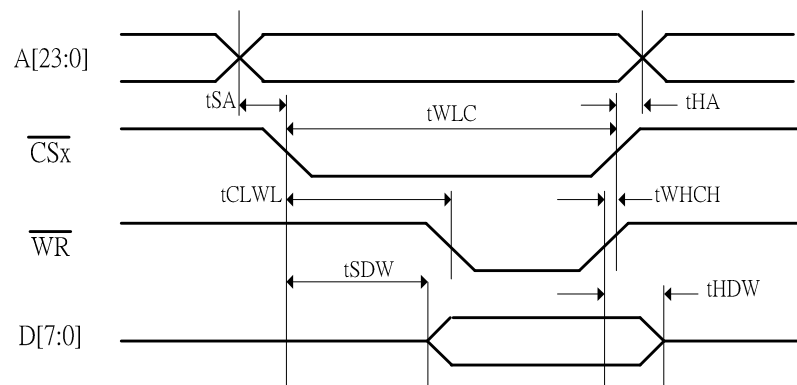 A[23:0]
tSA
tWLC
tHA
CSx
tCLWL
tWHCH
WR
tSDW
tHDW
D[7:0]